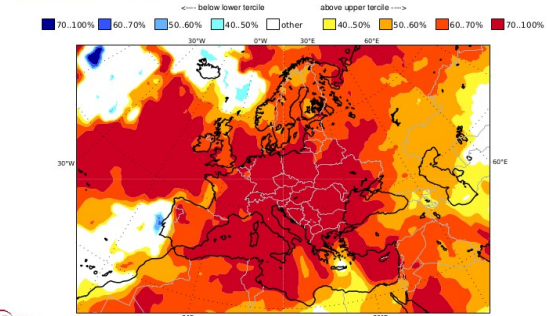 <---- below lower tercile above upper tercile ---->
70..100% 60..70% 50..60% 40..50% other 40..50% 50..60% 60..70% 70..100%
30°W 0°W 30°E 60°E
30°W
60°E